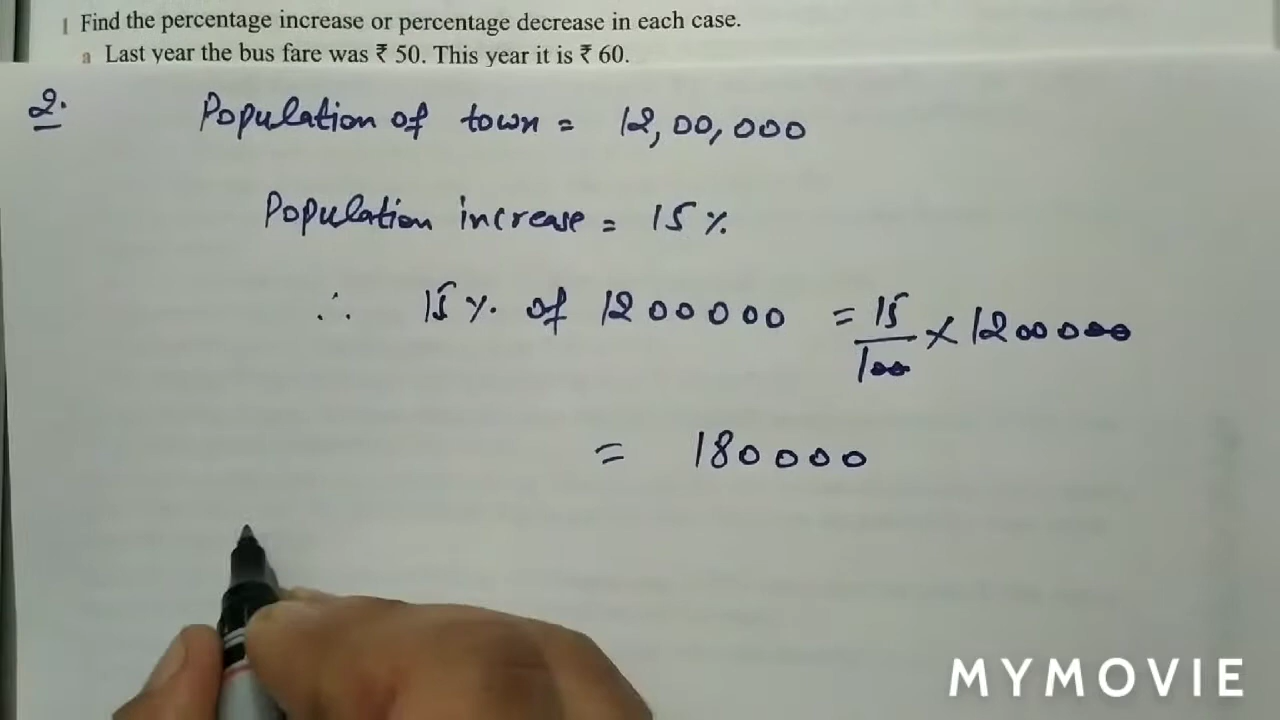 Find the percentage increase or percentage decrease in each case.
a Last year the bus fare was ₹ 50. This year it is ₹ 60.
2. Population of town = 12,00,000
Population increase = 15 %
∴ 15 %. of 1200000 = 15/100 × 1200000
= 180000
MYMOVIE